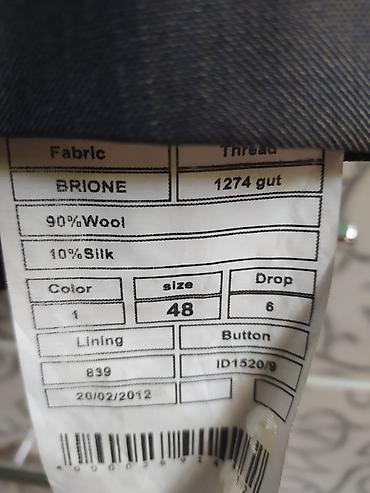 Fabric Thread
BRIONE 1274 gut
90%Wool
10%Silk
Color size Drop
1 48 6
Lining Button
839 ID1520/9
20/02/2012